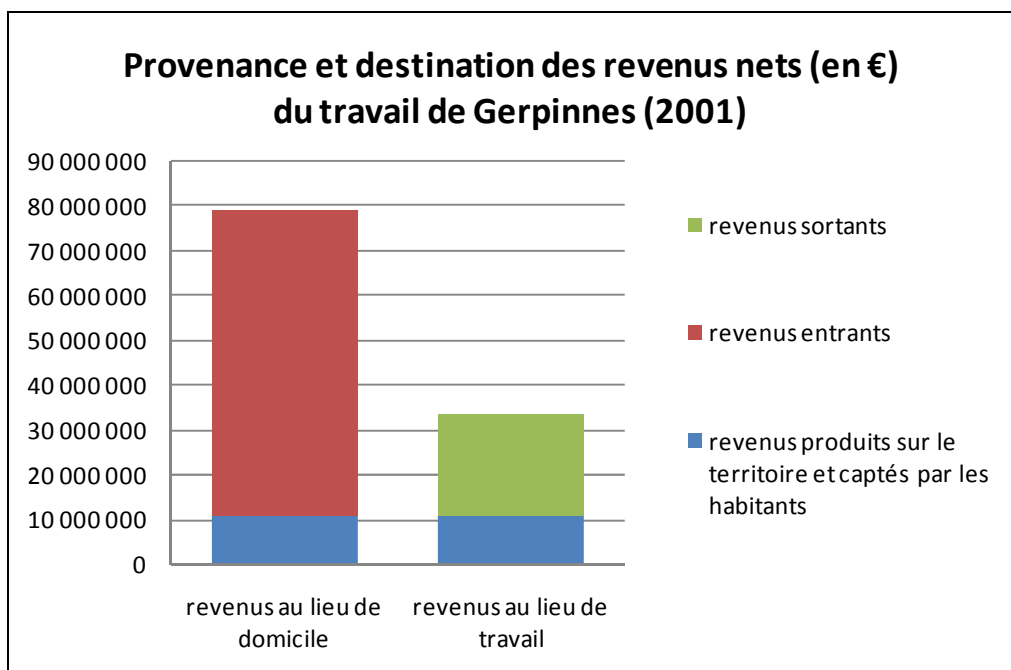 Provenance et destination des revenus nets (en €)
du travail de Gerpinnes (2001)
90 000 000
80 000 000
70 000 000
60 000 000
50 000 000
40 000 000
30 000 000
20 000 000
10 000 000
0
revenus au lieu de
domicile
revenus au lieu de
travail
revenus sortants
revenus entrants
revenus produits sur le
territoire et captés par les
habitants